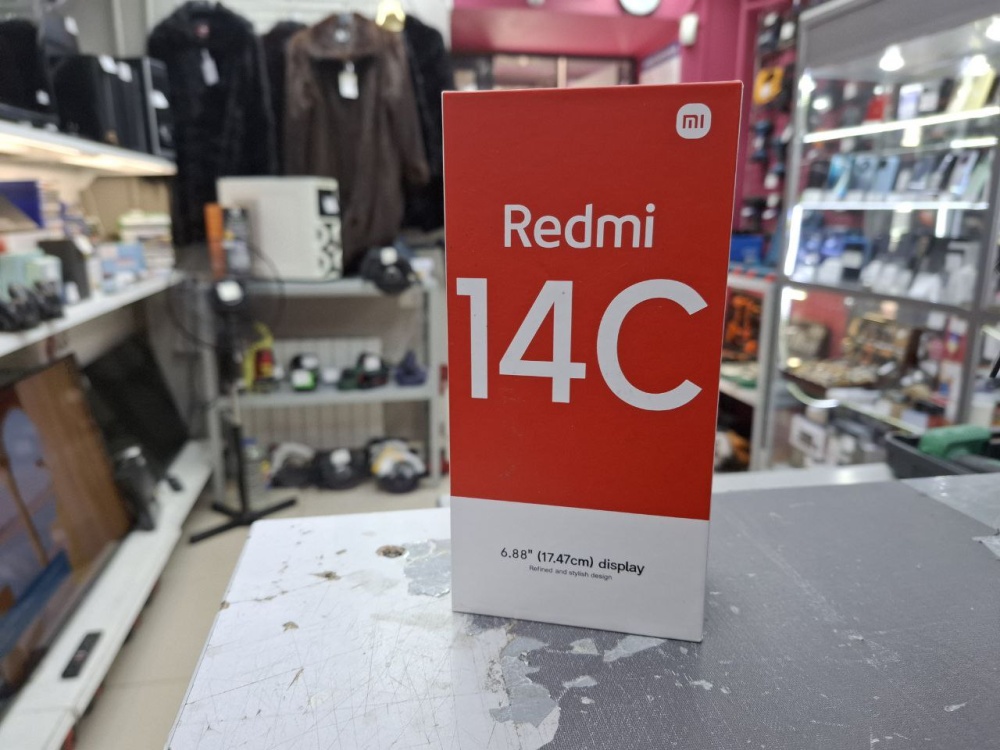 mi
Redmi
14C
6.88" (17.47cm) display
Refined and stylish design